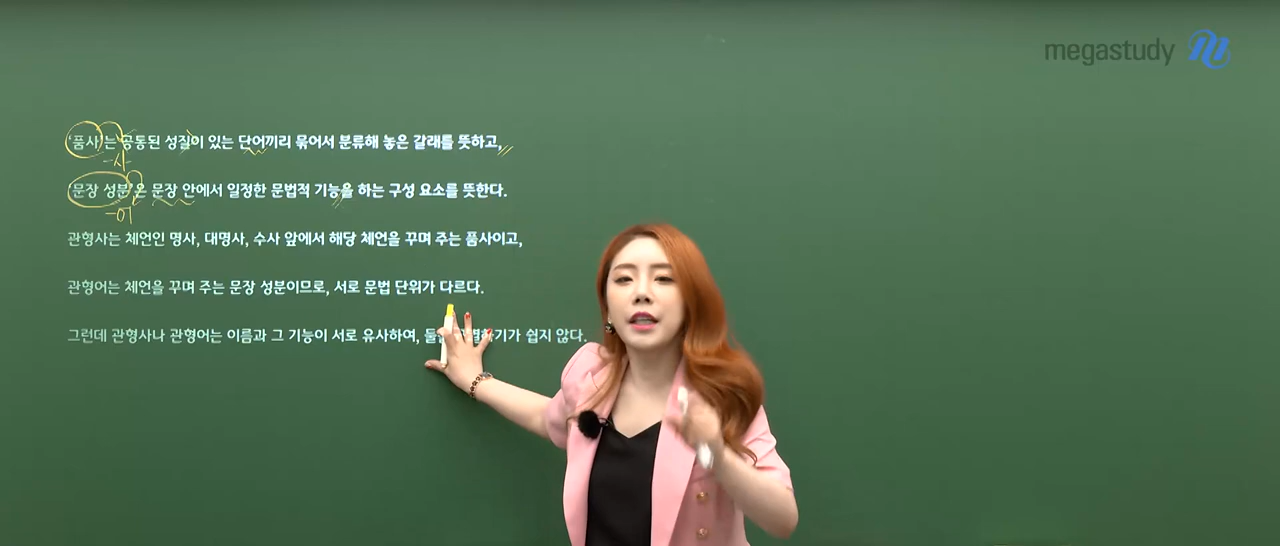 megastudy
'품사'는 공통된 성질이 있는 단어끼리 묶어서 분류해 놓은 갈래를 뜻하고,
-사-
'문장 성분'은 문장 안에서 일정한 문법적 기능을 하는 구성 요소를 뜻한다.
-어
관형사는 체언인 명사, 대명사, 수사 앞에서 해당 체언을 꾸며 주는 품사이고,
관형어는 체언을 꾸며 주는 문장 성분이므로, 서로 문법 단위가 다르다.
그런데 관형사나 관형어는 이름과 그 기능이 서로 유사하여, 쉽지 않다.